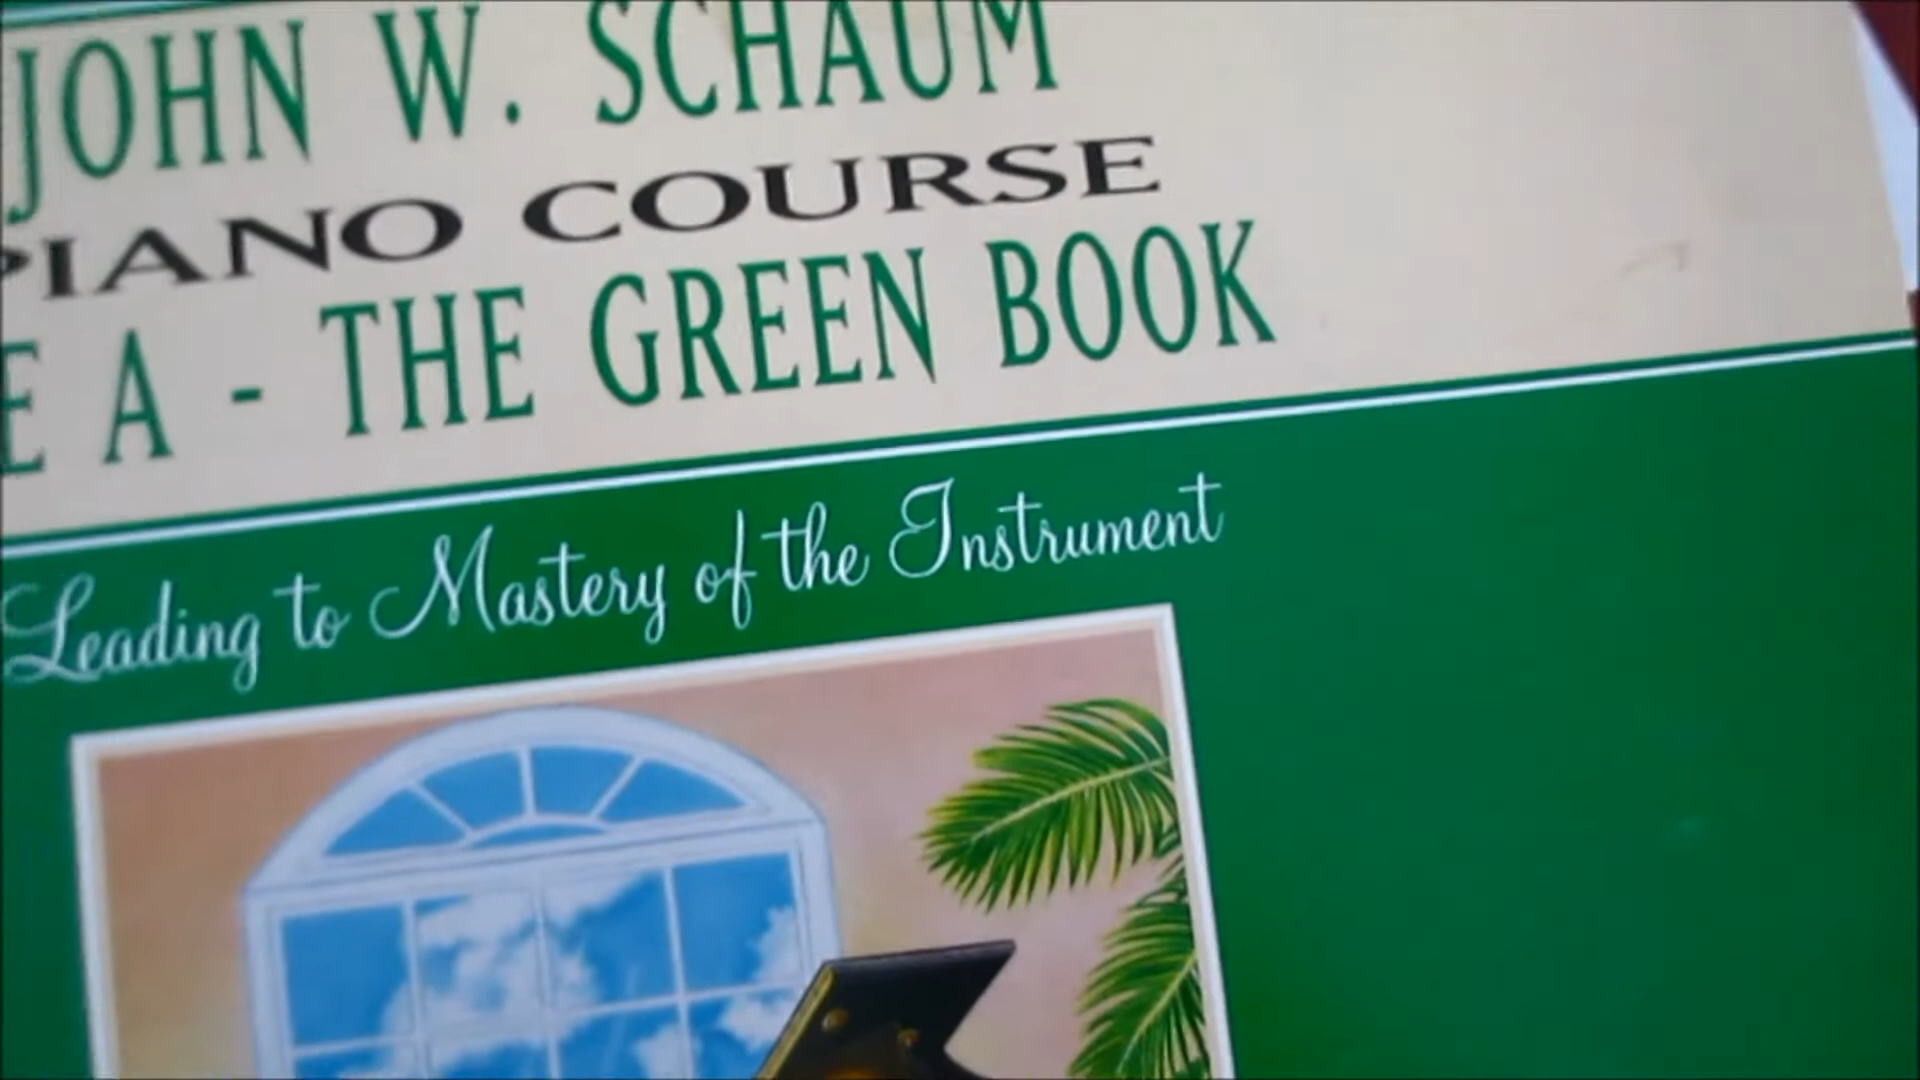 JOHN W. SCHAUM
PIANO COURSE
E A - THE GREEN BOOK
Leading to Mastery of the Instrument